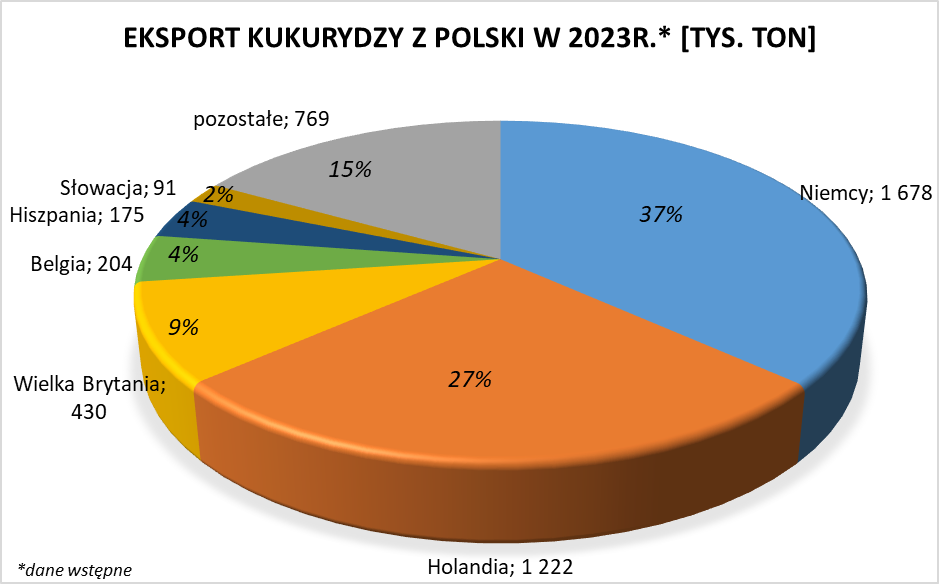 EKSPORT KUKURYDZY Z POLSKI W 2023R.* [TYS. TON]
pozostałe; 769
15%
Słowacja; 91
2%
Niemcy; 1 678
37%
Hiszpania; 175
4%
Belgia; 204
4%
9%
Wielka Brytania;
430
27%
Holandia; 1 222
*dane wstępne